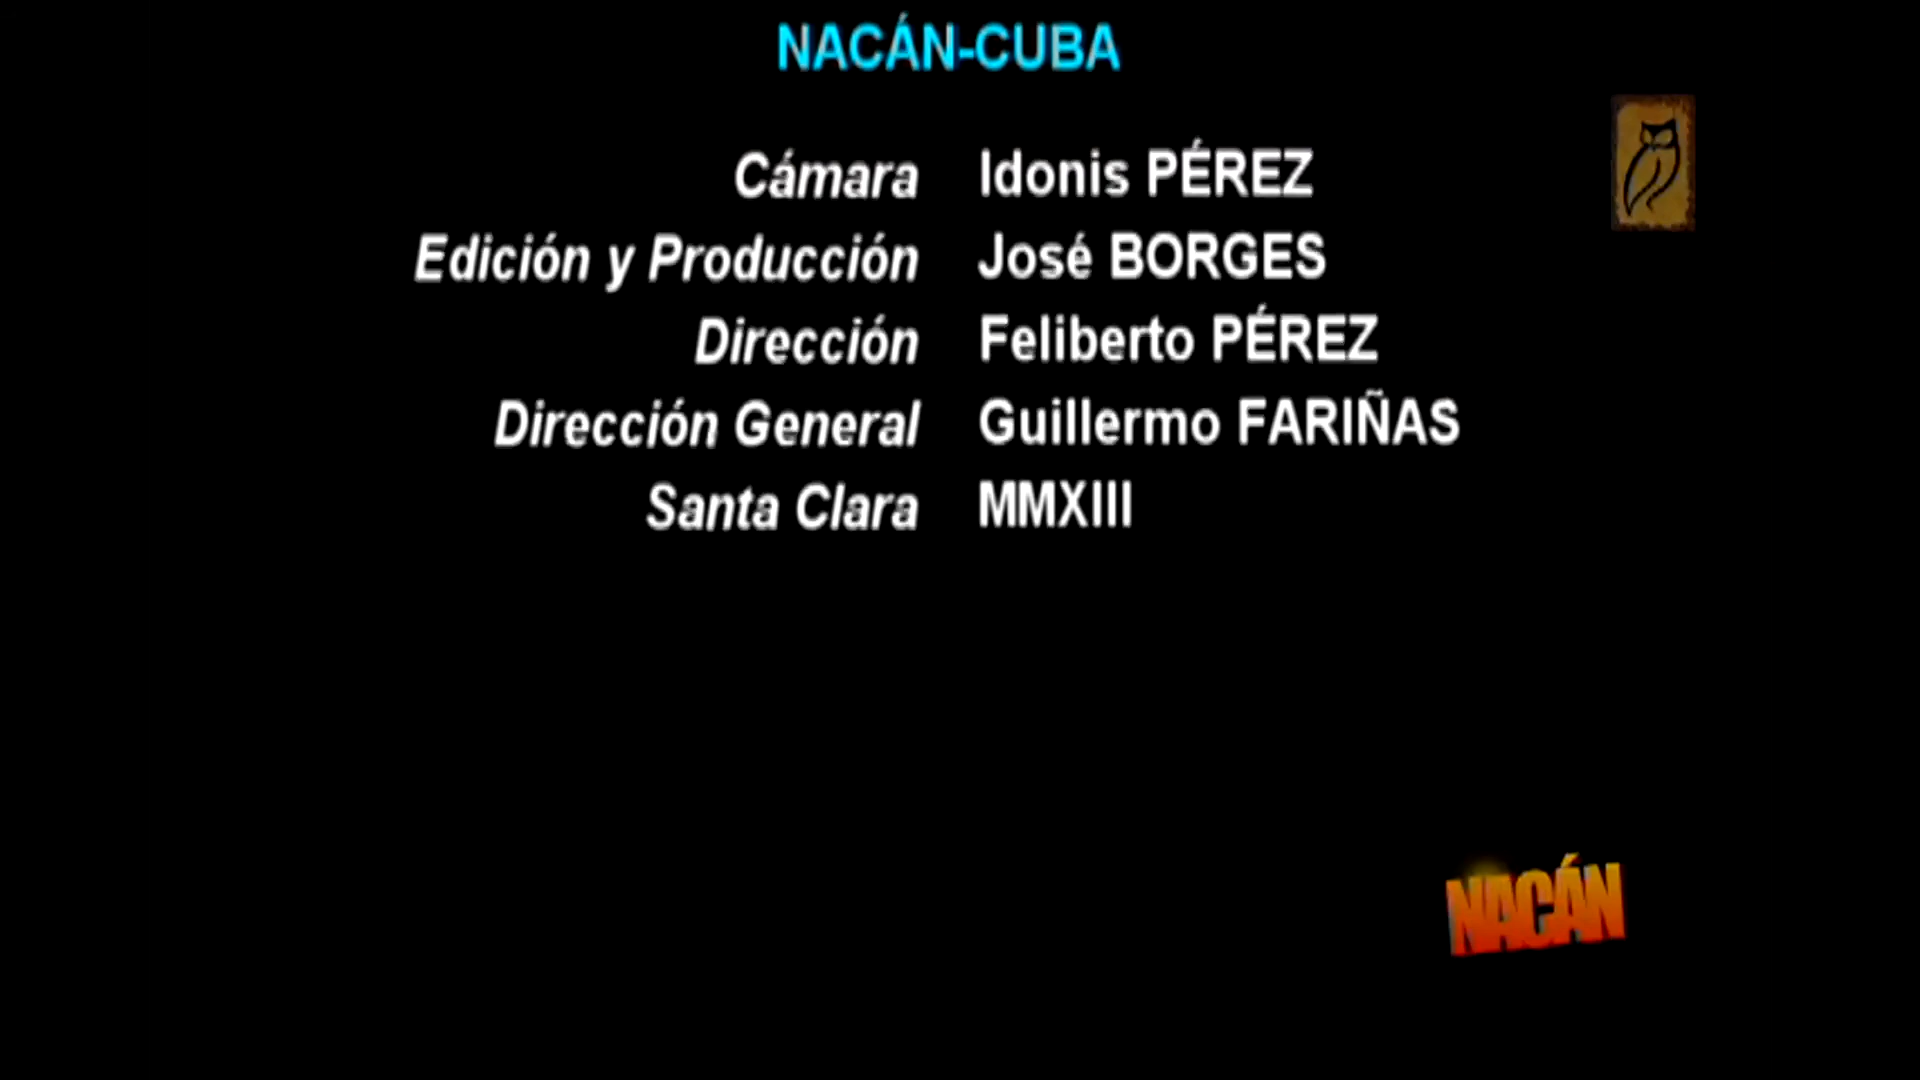 NACÁN-CUBA
Cámara Idonis PÉREZ
Edición y Producción José BORGES
Dirección Feliberto PÉREZ
Dirección General Guillermo FARIÑAS
Santa Clara MMXIII
NACÁN